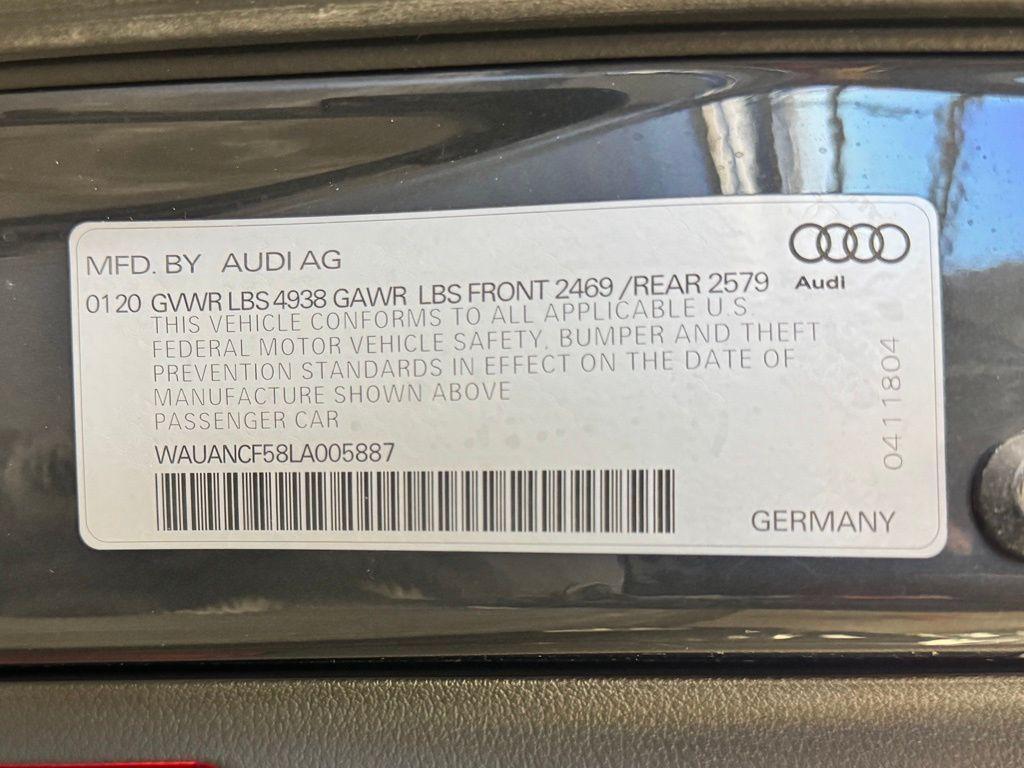 MFD. BY AUDI AG
0120 GVWR LBS 4938 GAWR LBS FRONT 2469 /REAR 2579
Audi
THIS VEHICLE CONFORMS TO ALL APPLICABLE U.S.
FEDERAL MOTOR VEHICLE SAFETY, BUMPER AND THEFT
PREVENTION STANDARDS IN EFFECT ON THE DATE OF
MANUFACTURE SHOWN ABOVE
PASSENGER CAR
WAUANCF58LA005887
0411804
GERMANY